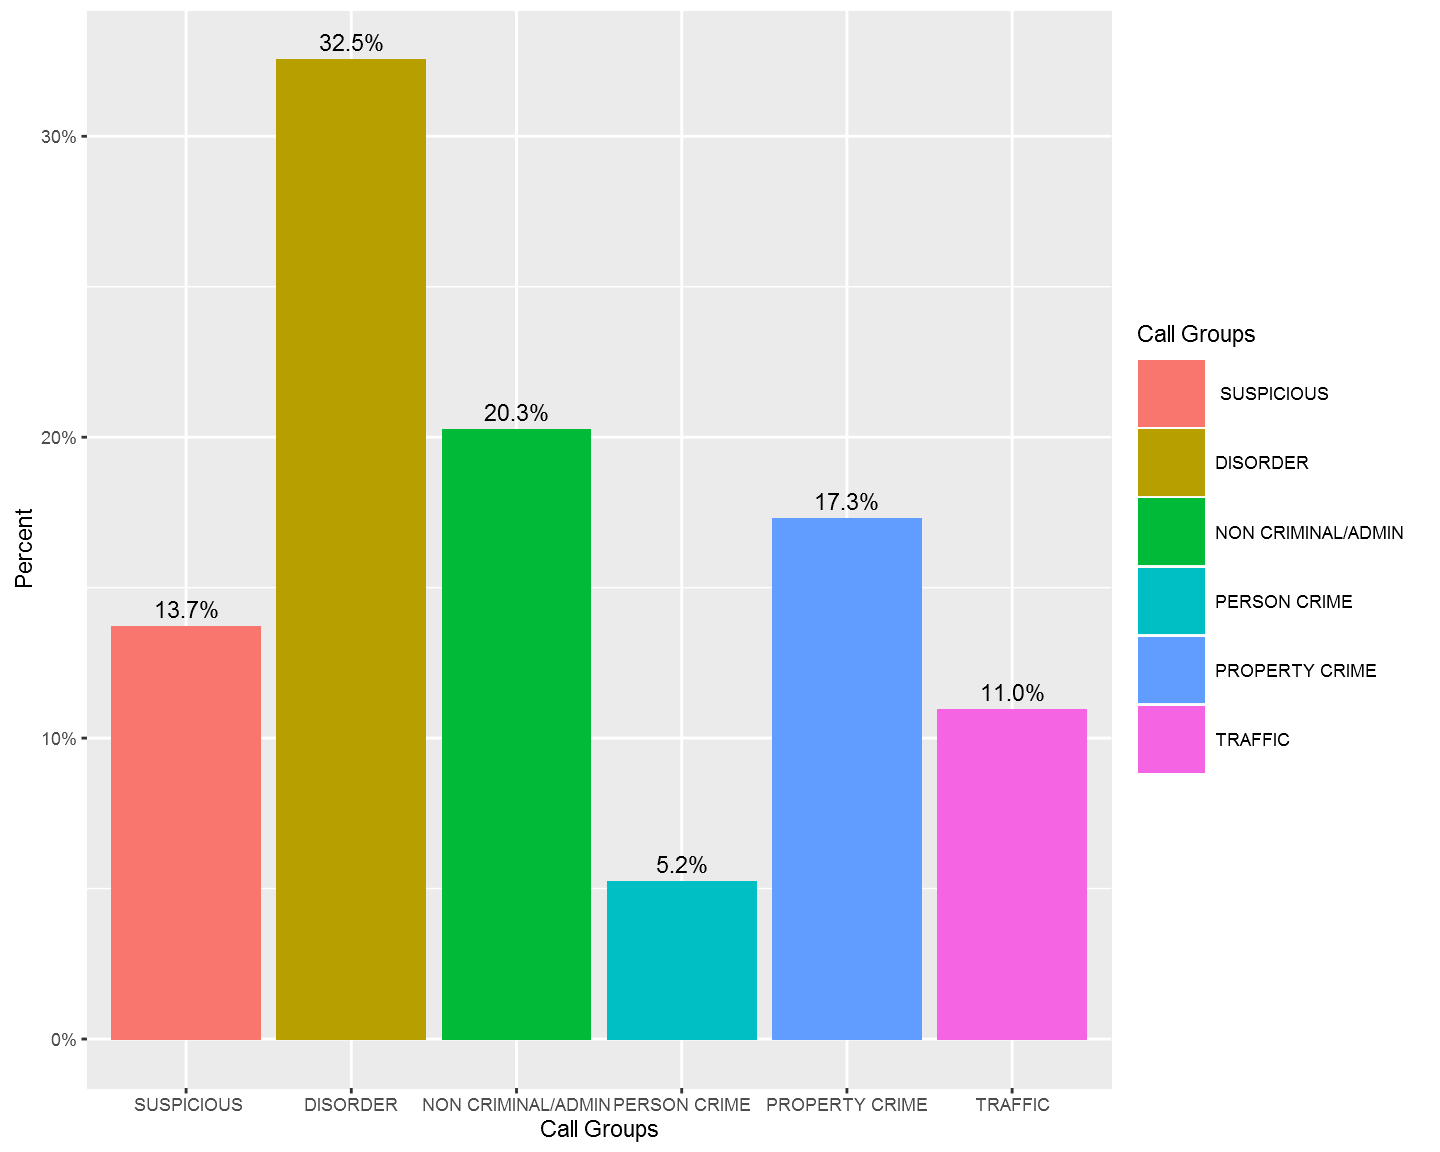 32.5%
30%
20.3%
20%
17.3%
13.7%
11.0%
10%
5.2%
0%
Percent
SUSPICIOUS DISORDER NON CRIMINAL/ADMIN PERSON CRIME PROPERTY CRIME TRAFFIC
Call Groups
Call Groups
SUSPICIOUS
DISORDER
NON CRIMINAL/ADMIN
PERSON CRIME
PROPERTY CRIME
TRAFFIC